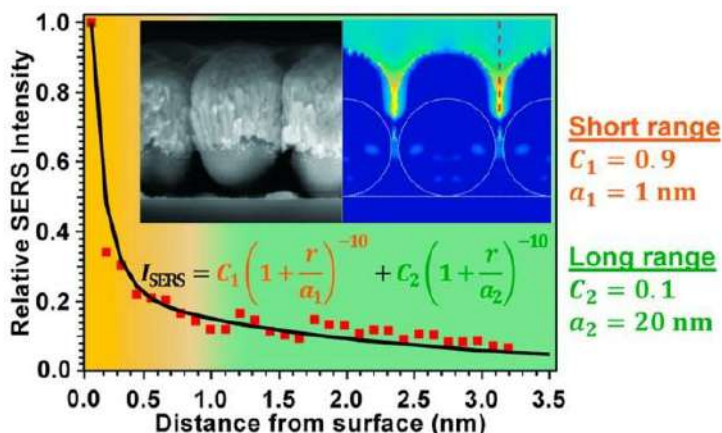 Relative SERS Intensity
1.0
0.8
0.6
0.4
0.2
0.0
I_SERS = C₁(1 + r/a₁)⁻¹⁰ + C₂(1 + r/a₂)⁻¹⁰
0.0 0.5 1.0 1.5 2.0 2.5 3.0 3.5
Distance from surface (nm)
Short range
C₁ = 0.9
a₁ = 1 nm
Long range
C₂ = 0.1
a₂ = 20 nm